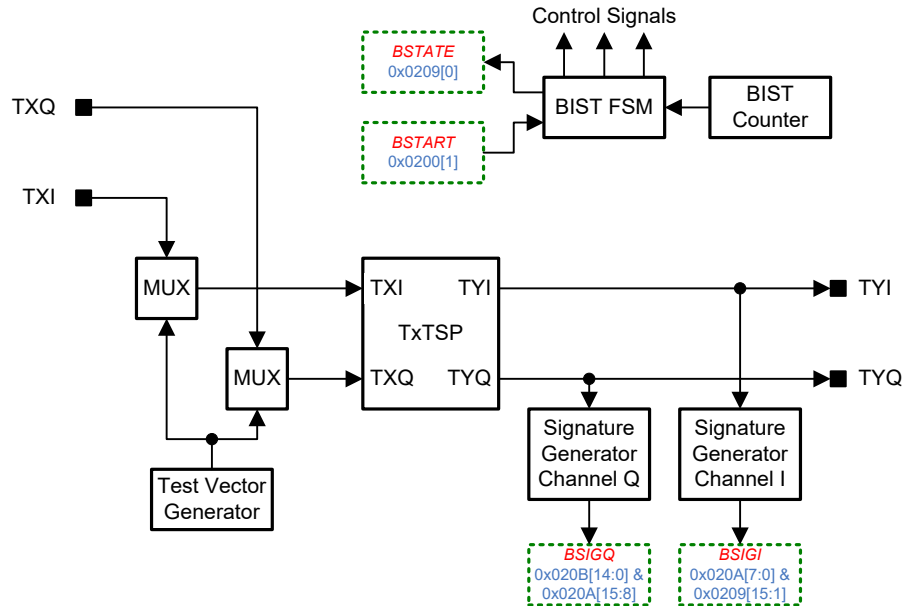 Control Signals
BSTATE
0x0209[0]
BSTART
0x0200[1]
BIST FSM
BIST
Counter
TXQ
TXI
MUX
MUX
TXI
TYI
TxTSP
TXQ
TYQ
TYI
TYQ
Test Vector
Generator
Signature
Generator
Channel Q
Signature
Generator
Channel I
BSIGQ
0x020B[14:0] &
0x020A[15:8]
BSIGI
0x020A[7:0] &
0x0209[15:1]